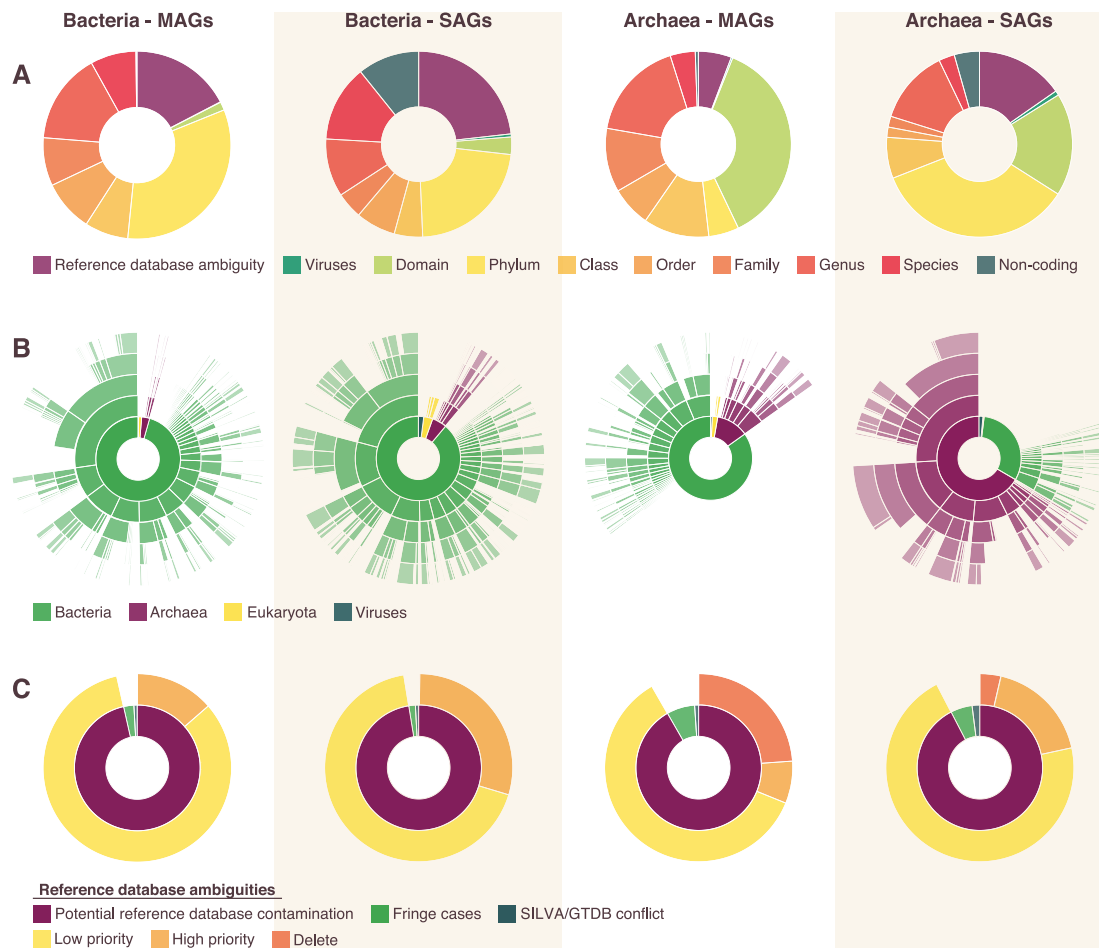 Bacteria - MAGs Bacteria - SAGs Archaea - MAGs Archaea - SAGs
A
Reference database ambiguity Viruses Domain Phylum Class Order Family Genus Species Non-coding
B
Bacteria Archaea Eukaryota Viruses
C
Reference database ambiguities
Potential reference database contamination Fringe cases SILVA/GTDB conflict
Low priority High priority Delete